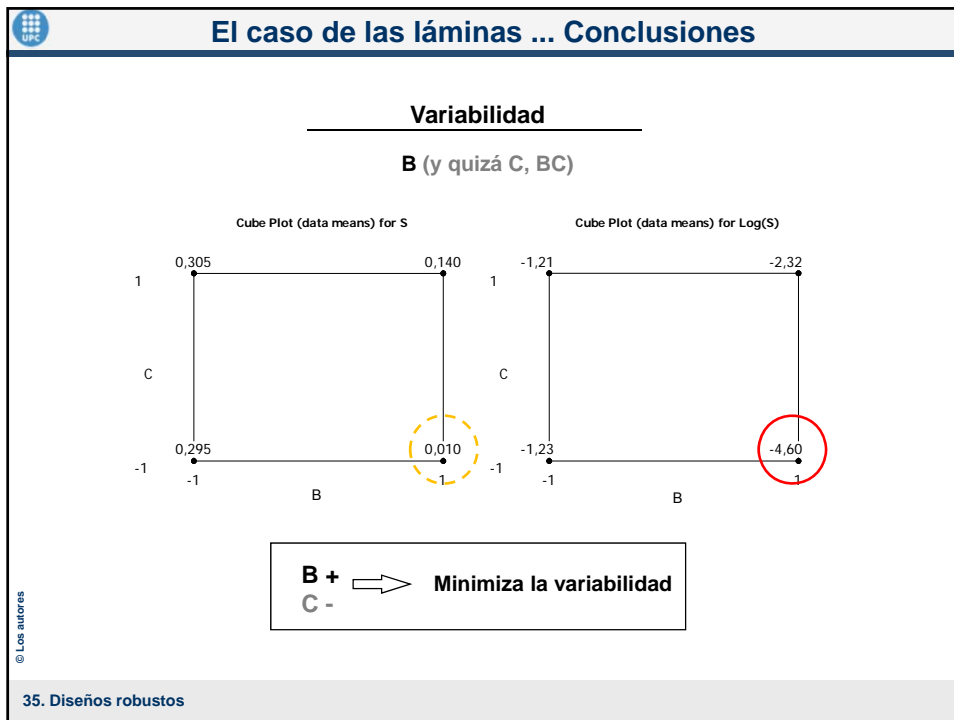 UPC
El caso de las láminas ... Conclusiones
Variabilidad
B (y quizá C, BC)
Cube Plot (data means) for S
0,305
0,140
1
C
0,295
0,010
-1
-1
1
B
Cube Plot (data means) for Log(S)
-1,21
-2,32
1
C
-1,23
-4,60
-1
-1
1
B
B +
C -
Minimiza la variabilidad
© Los autores
35. Diseños robustos